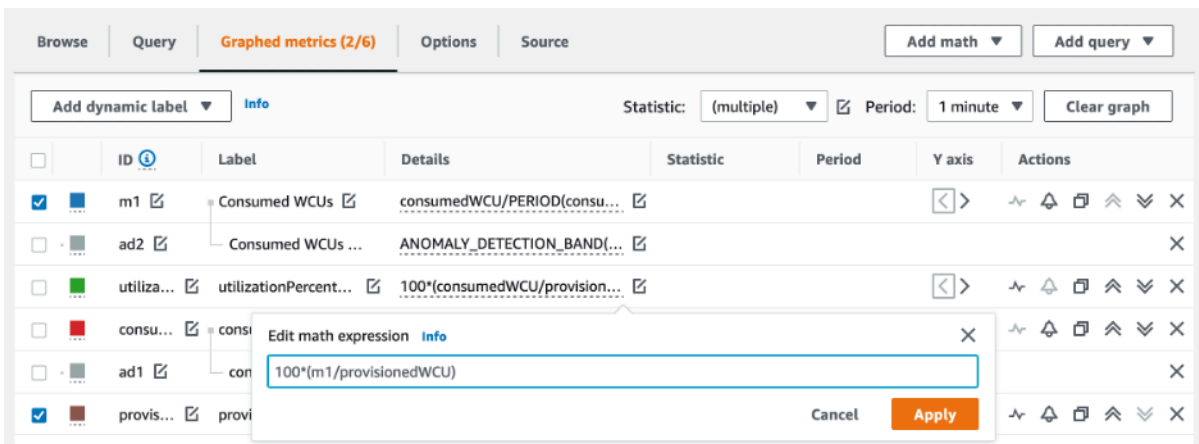 Browse Query Graphed metrics (2/6) Options Source Add math Add query
Add dynamic label Info Statistic: (multiple) Period: 1 minute Clear graph
ID Label Details Statistic Period Y axis Actions
m1 Consumed WCUs consumedWCU/PERIOD(consu...
ad2 Consumed WCUs ... ANOMALY_DETECTION_BAND(...
utiliza... utilizationPercent... 100*(consumedWCU/provision...
consu... consu
Edit math expression Info
ad1 con 100*(m1/provisionedWCU)
provis... provi Cancel Apply